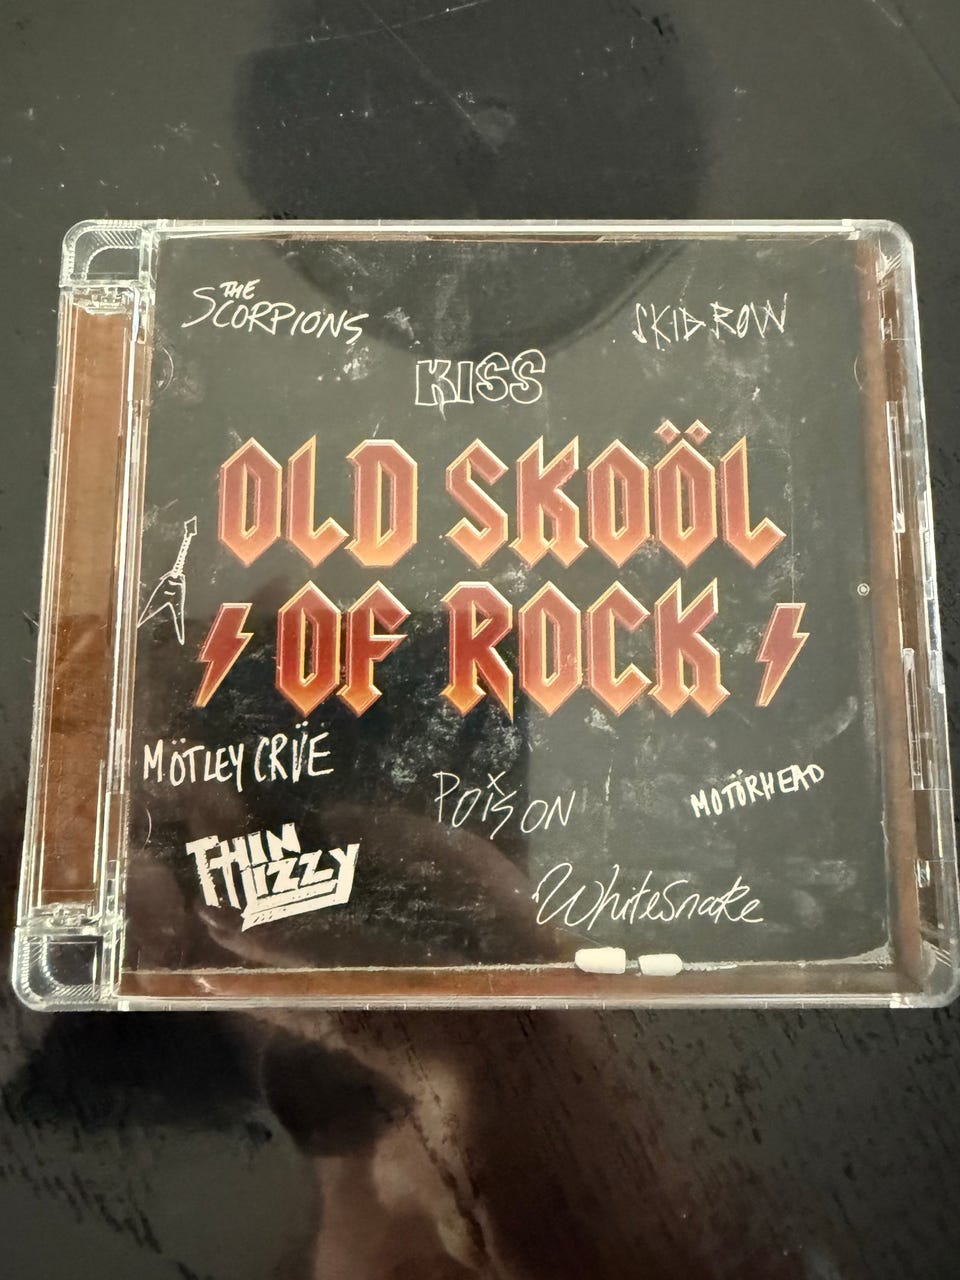 THE
SCORPIONS
SKID ROW
KISS
OLD SKOÖL
OF ROCK
MÖTLEY CRÜE
POISON
MOTÖRHEAD
THIN
LIZZY
Whitesnake